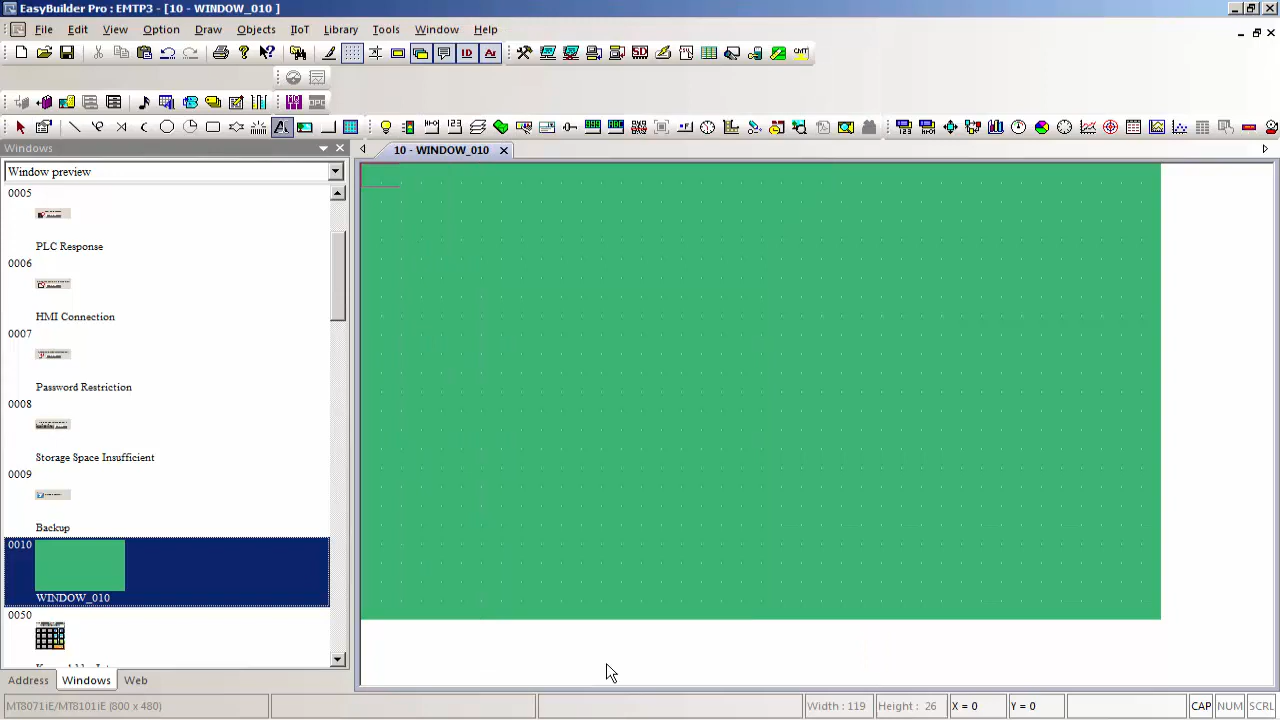 EasyBuilder Pro : EMTP3 - [10 - WINDOW_010 ]
File Edit View Option Draw Objects IIoT Library Tools Window Help
Windows
10 - WINDOW_010
Window preview
0005
PLC Response
0006
HMI Connection
0007
Password Restriction
0008
Storage Space Insufficient
0009
Backup
0010
WINDOW_010
0050
Address Windows Web
MT8071iE/MT8101iE (800 x 480) Width : 119 Height : 26 X = 0 Y = 0 CAP NUM SCRL